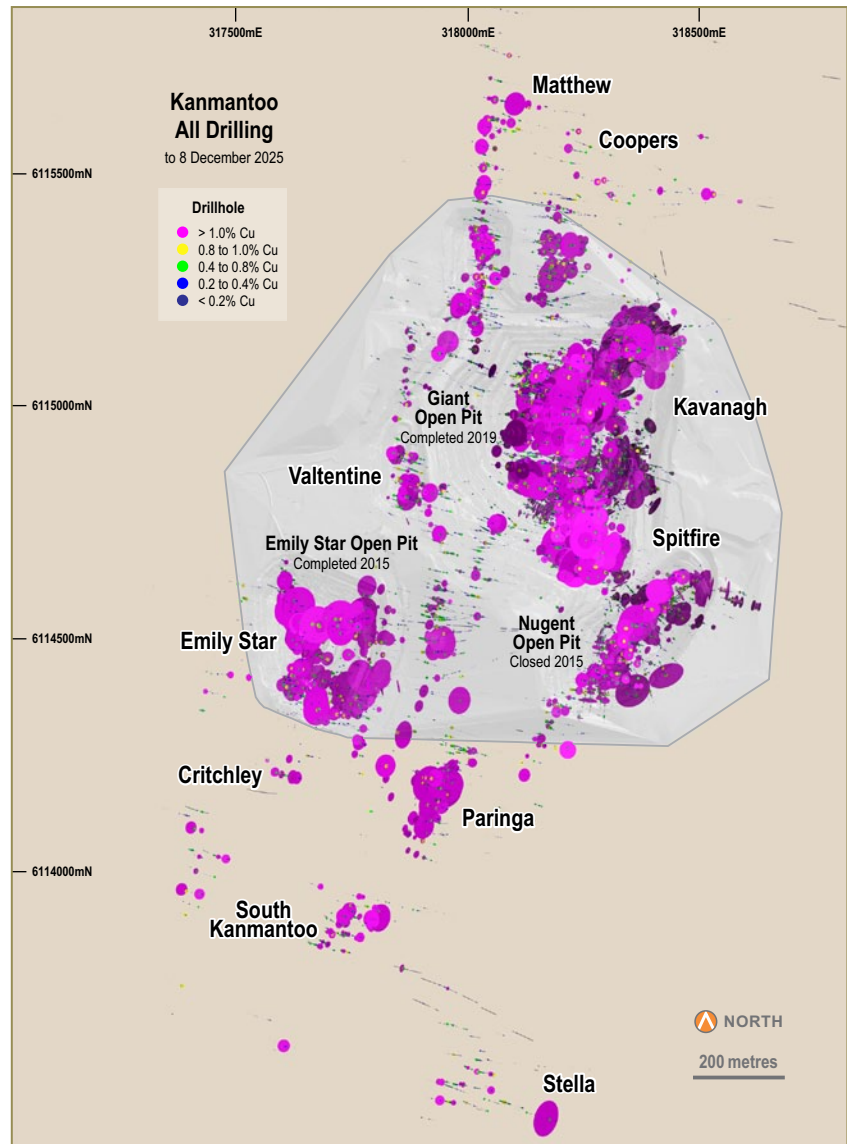 317500mE
318000mE
318500mE
Matthew
Kanmantoo
All Drilling
to 8 December 2025
Coopers
6115500mN
Drillhole
> 1.0% Cu
0.8 to 1.0% Cu
0.4 to 0.8% Cu
0.2 to 0.4% Cu
< 0.2% Cu
6115000mN
Giant
Open Pit
Completed 2019
Kavanagh
Valtentine
Emily Star Open Pit
Completed 2015
Spitfire
6114500mN
Emily Star
Nugent
Open Pit
Closed 2015
Critchley
Paringa
6114000mN
South
Kanmantoo
NORTH
200 metres
Stella